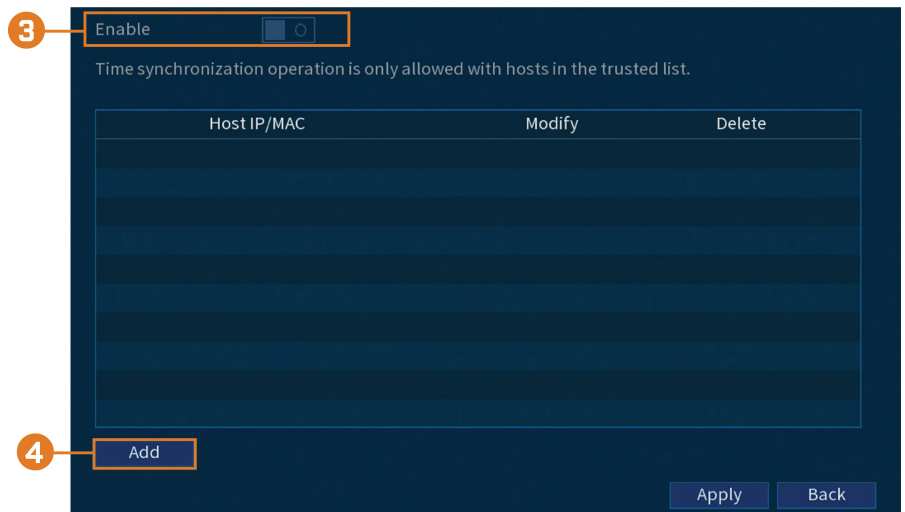 3 Enable
Time synchronization operation is only allowed with hosts in the trusted list.
Host IP/MAC Modify Delete
4 Add
Apply Back